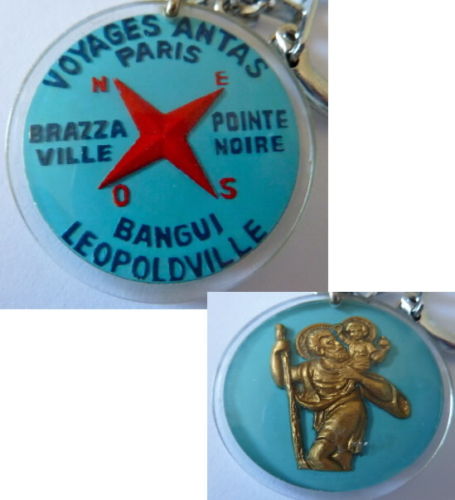 VOYAGES ANTAS
PARIS
N E
BRAZZA
VILLE
POINTE
NOIRE
O S
BANGUI
LEOPOLDVILLE